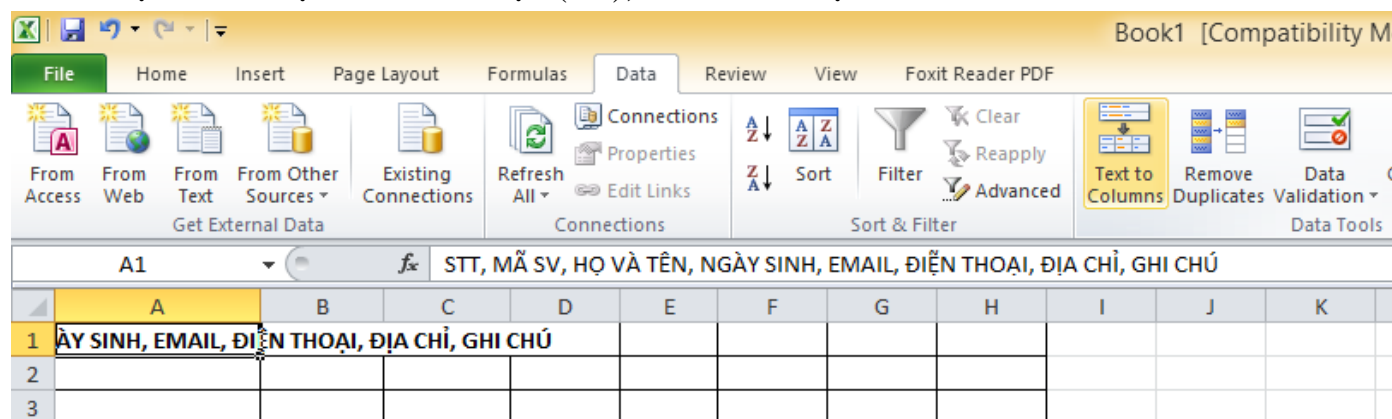 Book1 [Compatibility M
File Home Insert Page Layout Formulas Data Review View Foxit Reader PDF
From Access From Web From Text From Other Sources Existing Connections Refresh All Connections Properties Edit Links Sort Filter Clear Reapply Advanced Text to Columns Remove Duplicates Data Validation
Get External Data Connections Sort & Filter Data Tools
A1 fx STT, MÃ SV, HỌ VÀ TÊN, NGÀY SINH, EMAIL, ĐIỄN THOẠI, ĐỊA CHỈ, GHI CHÚ
A B C D E F G H I J K
1 ÀY SINH, EMAIL, ĐIỄN THOẠI, ĐỊA CHỈ, GHI CHÚ
2
3